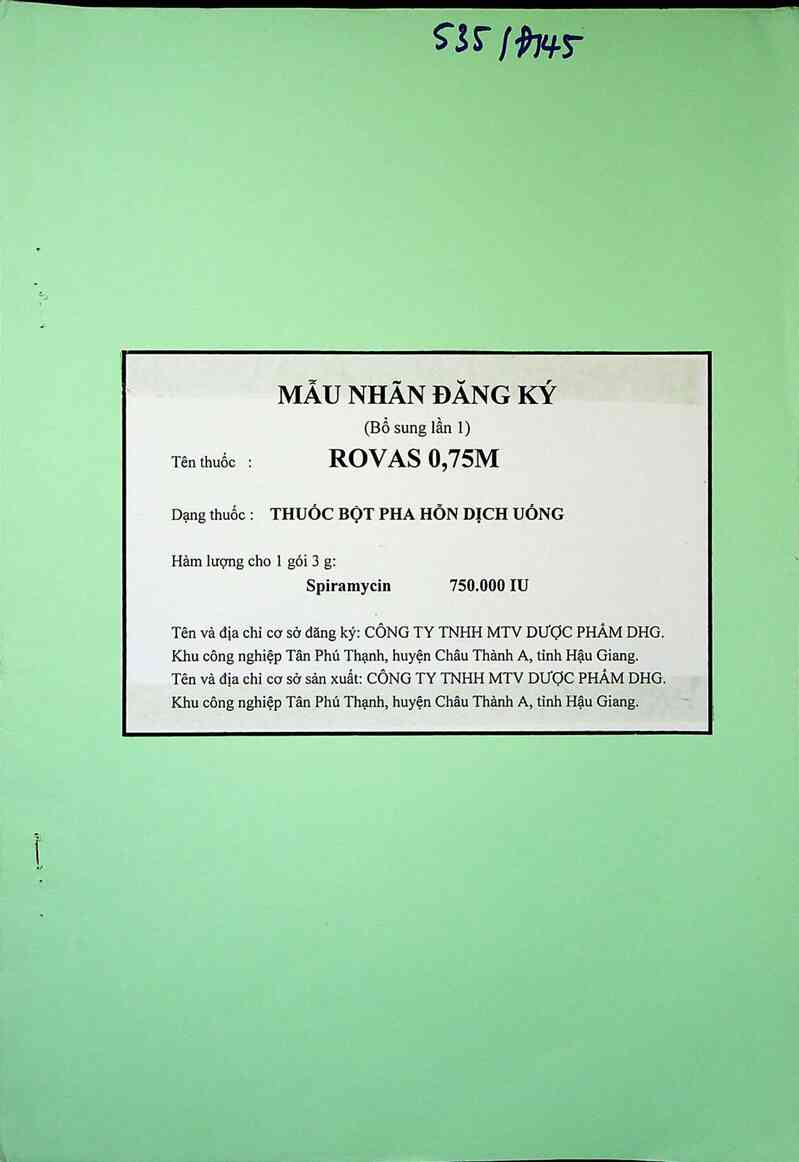 MẪU NHÃN ĐĂNG KÝ
(Bổ sung lần 1)
Tên thuốc : ROVAS 0,75M
Dạng thuốc : THUỐC BỘT PHA HỖN DỊCH UỐNG
Hàm lượng cho 1 gói 3 g:
Spiramycin 750.000 IU
Tên và địa chỉ cơ sở đăng ký: CÔNG TY TNHH MTV DƯỢC PHẨM DHG.
Khu công nghiệp Tân Phú Thạnh, huyện Châu Thành A, tỉnh Hậu Giang.
Tên và địa chỉ cơ sở sản xuất: CÔNG TY TNHH MTV DƯỢC PHẨM DHG.
Khu công nghiệp Tân Phú Thạnh, huyện Châu Thành A, tỉnh Hậu Giang.